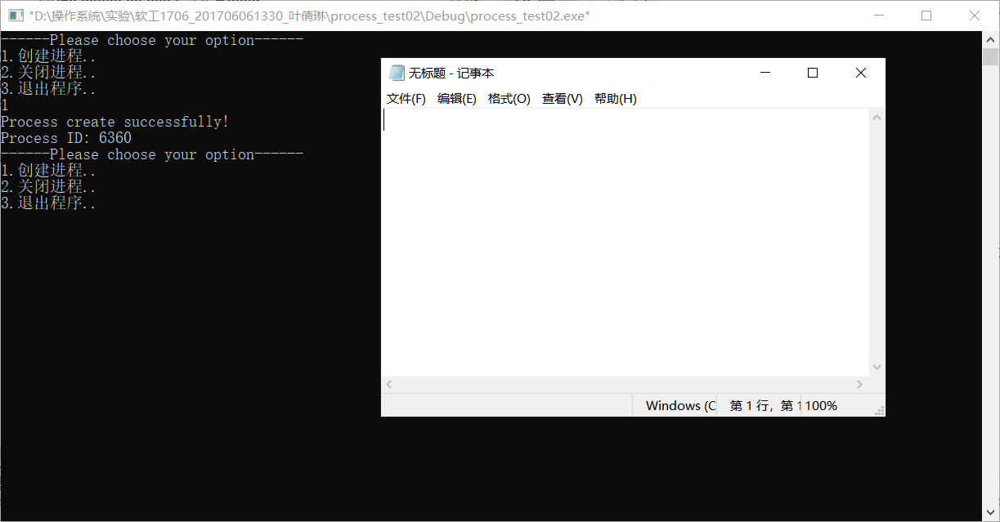 "D:\操作系统\实验\软工1706_201706061330_叶倩琳\process_test02\Debug\process_test02.exe"
------Please choose your option------
1.创建进程..
2.关闭进程..
3.退出程序..
1
Process create successfully!
Process ID: 6360
------Please choose your option------
1.创建进程..
2.关闭进程..
3.退出程序..
无标题 - 记事本
文件(F) 编辑(E) 格式(O) 查看(V) 帮助(H)
Windows (C 第 1 行，第 1 100%